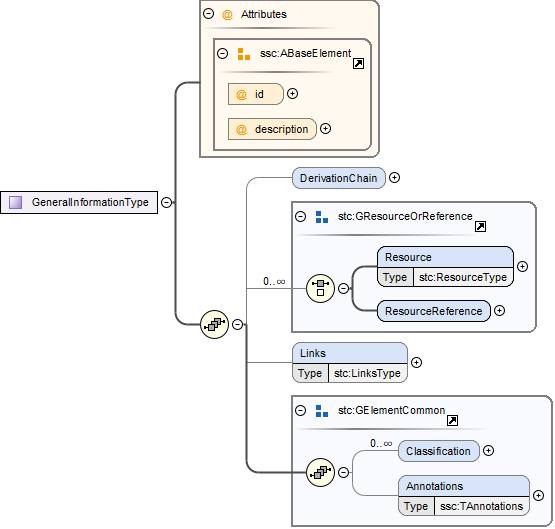 @ Attributes
ssc:ABaseElement
@ id
@ description
GeneralInformationType
DerivationChain
stc:GResourceOrReference
0..∞
Resource
Type stc:ResourceType
ResourceReference
Links
Type stc:LinksType
stc:GElementCommon
0..∞
Classification
Annotations
Type ssc:TAnnotations